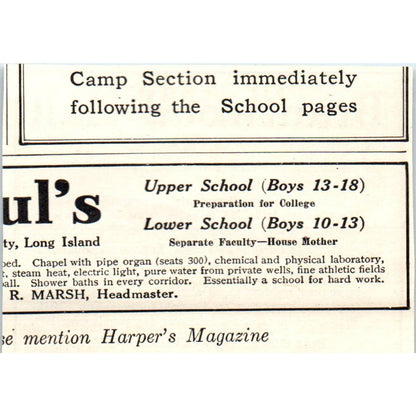 Camp Section immediately
following the School pages
ul's
Upper School (Boys 13-18)
Preparation for College
Lower School (Boys 10-13)
ty, Long Island
Separate Faculty—House Mother
ped. Chapel with pipe organ (seats 300), chemical and physical laboratory,
t, steam heat, electric light, pure water from private wells, fine athletic fields
ball. Shower baths in every corridor. Essentially a school for hard work.
R. MARSH, Headmaster.
se mention Harper's Magazine